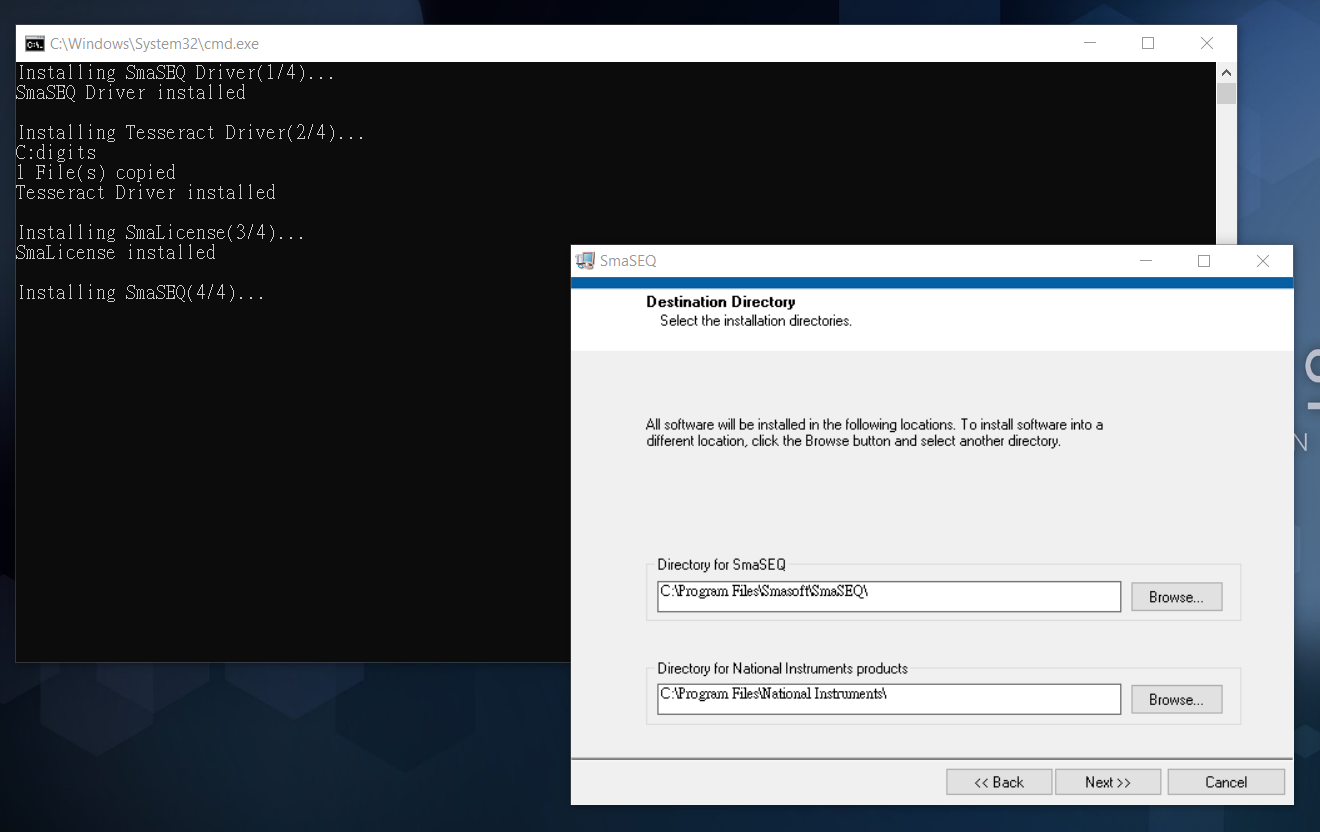 C:\Windows\System32\cmd.exe
Installing SmaSEQ Driver(1/4)...
SmaSEQ Driver installed
Installing Tesseract Driver(2/4)...
C:digits
1 File(s) copied
Tesseract Driver installed
Installing SmaLicense(3/4)...
SmaLicense installed
Installing SmaSEQ(4/4)...
SmaSEQ
Destination Directory
Select the installation directories.
All software will be installed in the following locations. To install software into a
different location, click the Browse button and select another directory.
Directory for SmaSEQ
C:\Program Files\Smasoft\SmaSEQ\
Browse...
Directory for National Instruments products
C:\Program Files\National Instruments\
Browse...
<< Back
Next >>
Cancel
N